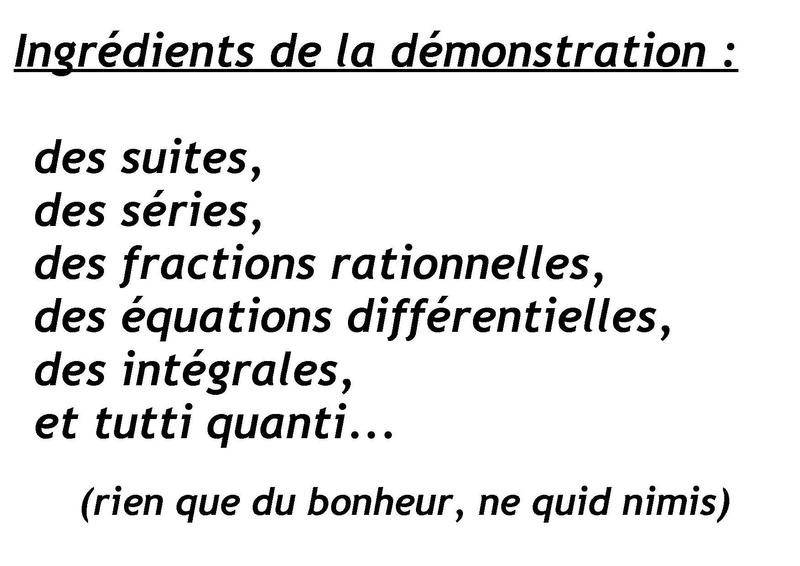 Ingrédients de la démonstration :
des suites,
des séries,
des fractions rationnelles,
des équations différentielles,
des intégrales,
et tutti quanti...
(rien que du bonheur, ne quid nimis)